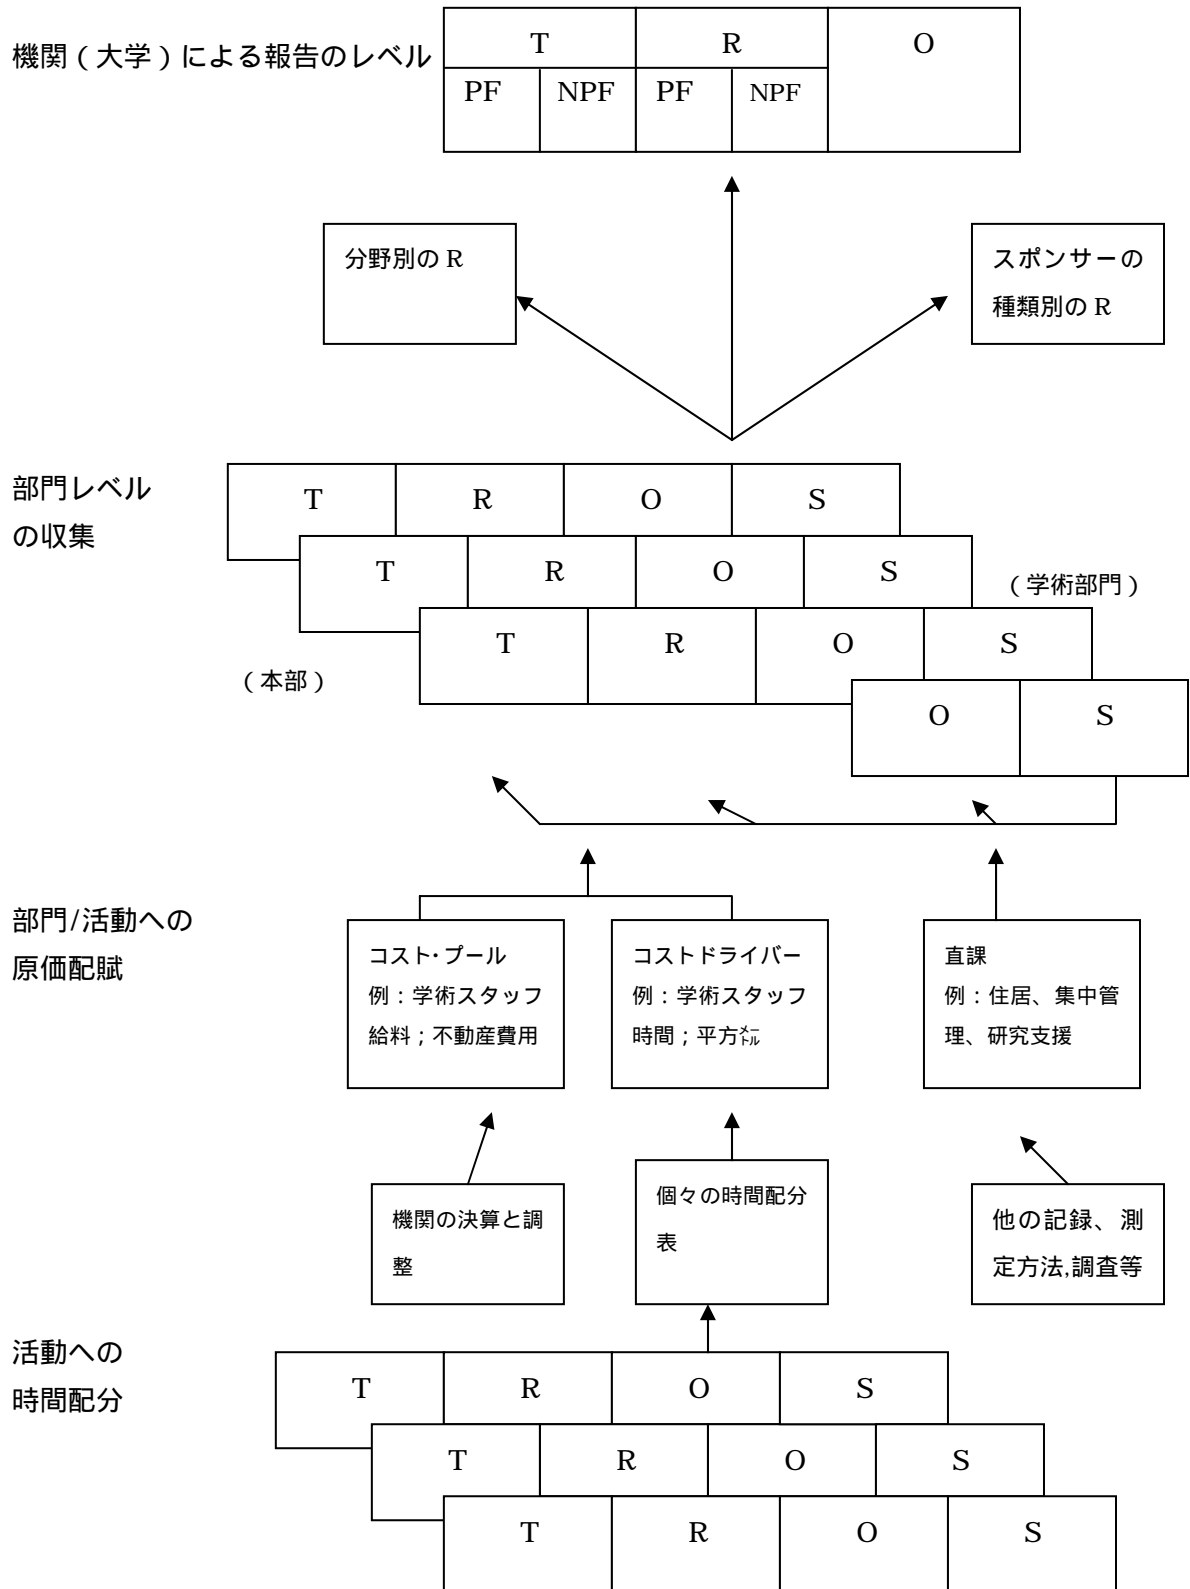 機関（大学）による報告のレベル
T R O
PF NPF PF NPF
分野別の R
スポンサーの
種類別の R
部門レベル
の収集
T R O S
T R O S
（学術部門）
T R O S
（本部）
O S
部門/活動への
原価配賦
コスト・プール
例：学術スタッフ
給料；不動産費用
コストドライバー
例：学術スタッフ
時間；平方㍍
直課
例：住居、集中管
理、研究支援
機関の決算と調
整
個々の時間配分
表
他の記録、測
定方法,調査等
活動への
時間配分
T R O S
T R O S
T R O S